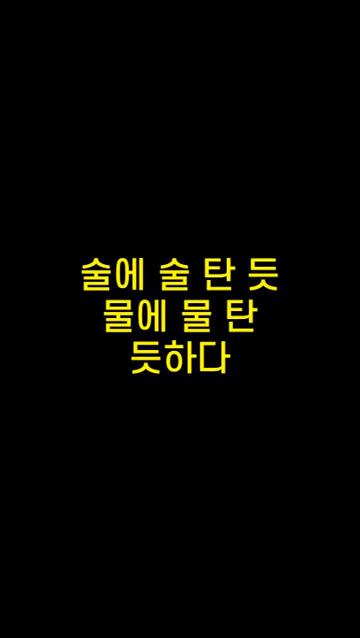 술에 술 탄 듯
물에 물 탄
듯하다